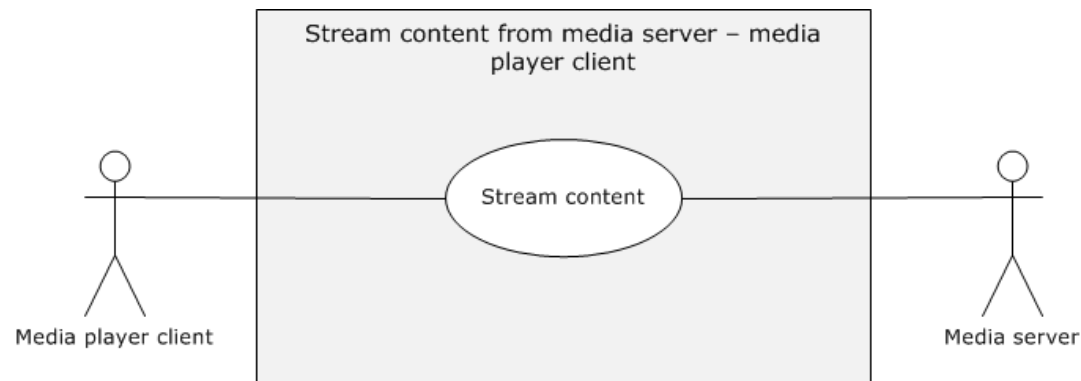 Stream content from media server – media
player client
Stream content
Media player client
Media server